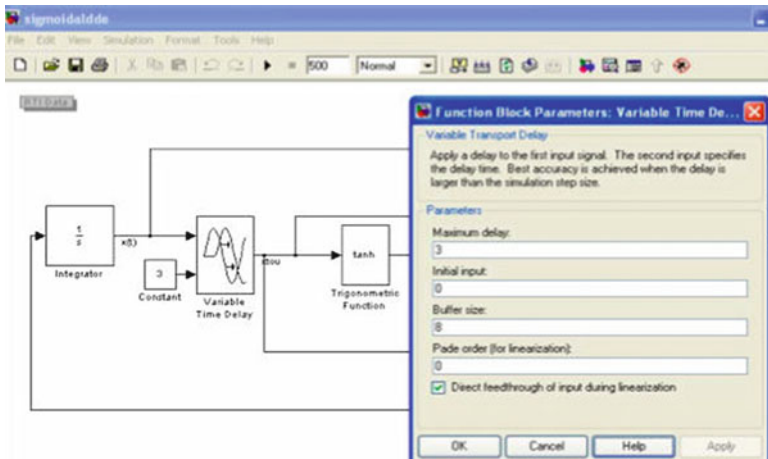 sigmoidaldde
File Edit View Simulation Format Tools Help
500 Normal
1
s
x(t)
Integrator
3
Constant
Variable
Time Delay
xtou
tanh
Trigonometric
Function
Function Block Parameters: Variable Time De...
Variable Transport Delay
Apply a delay to the first input signal. The second input specifies
the delay time. Best accuracy is achieved when the delay is
larger than the simulation step size.
Parameters
Maximum delay:
3
Initial input:
0
Buffer size:
8
Pade order (for linearization):
0
Direct feedthrough of input during linearization
OK Cancel Help Apply